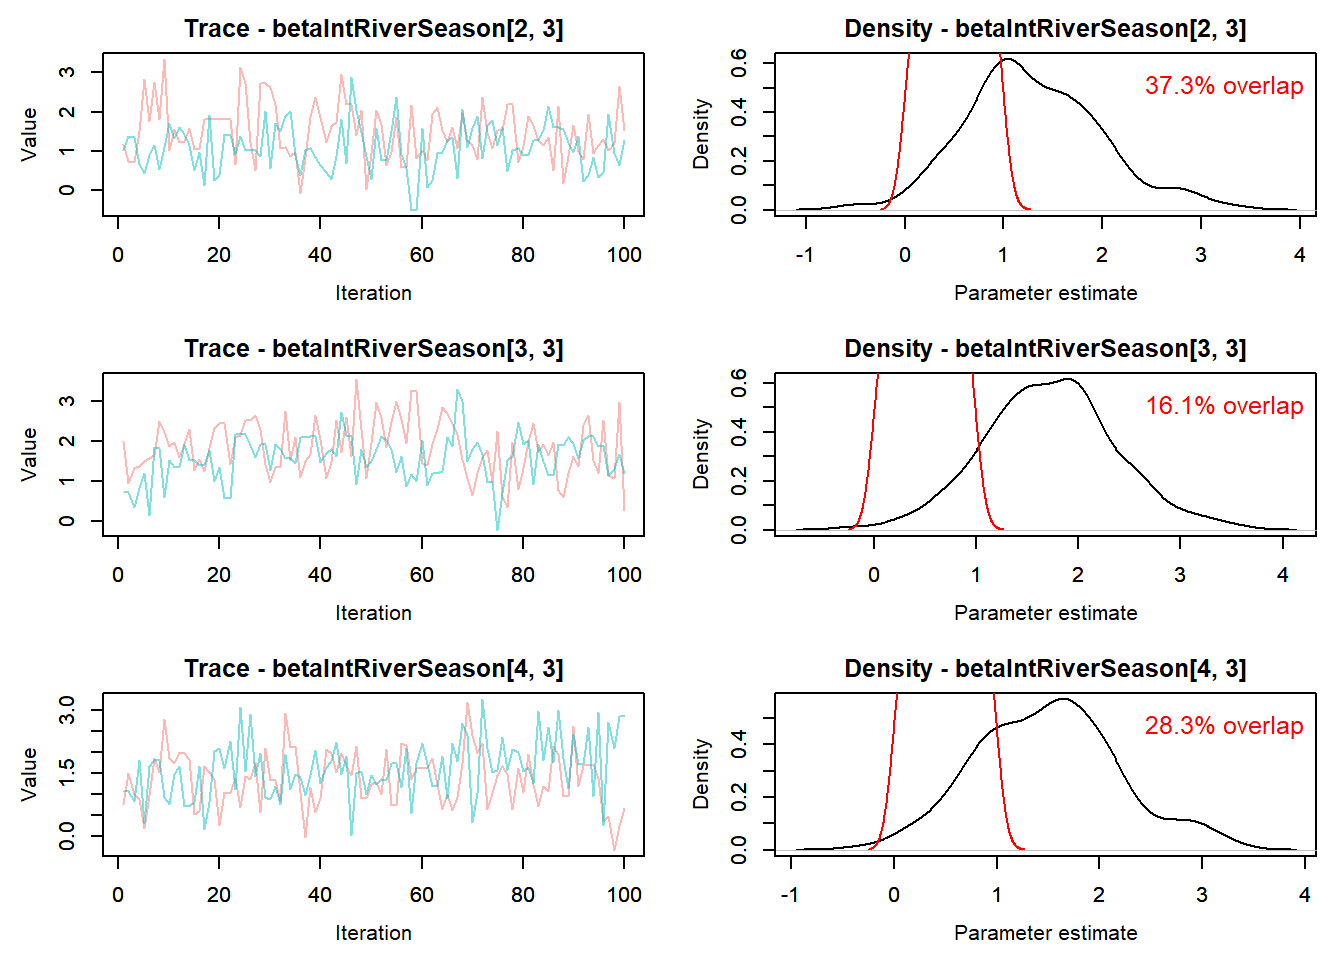 Trace - betaIntRiverSeason[2, 3]
Value
0 1 2 3
0 20 40 60 80 100
Iteration
Density - betaIntRiverSeason[2, 3]
37.3% overlap
Density
0.0 0.2 0.4 0.6
-1 0 1 2 3 4
Parameter estimate
Trace - betaIntRiverSeason[3, 3]
Value
0 1 2 3
0 20 40 60 80 100
Iteration
Density - betaIntRiverSeason[3, 3]
16.1% overlap
Density
0.0 0.2 0.4 0.6
0 1 2 3 4
Parameter estimate
Trace - betaIntRiverSeason[4, 3]
Value
0.0 1.5 3.0
0 20 40 60 80 100
Iteration
Density - betaIntRiverSeason[4, 3]
28.3% overlap
Density
0.0 0.2 0.4
-1 0 1 2 3 4
Parameter estimate